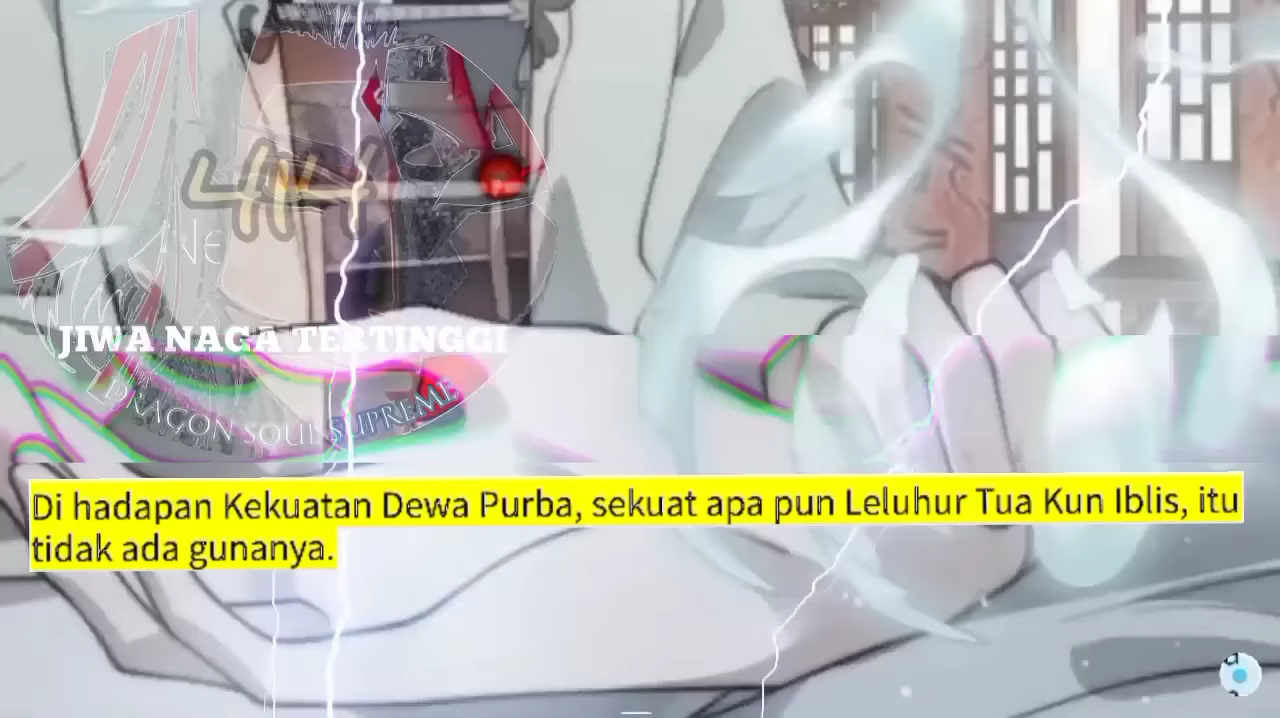 JIWA NAGA TERTINGGI
DRAGON SOUL SUPREME
Di hadapan Kekuatan Dewa Purba, sekuat apa pun Leluhur Tua Kun Iblis, itu
tidak ada gunanya.